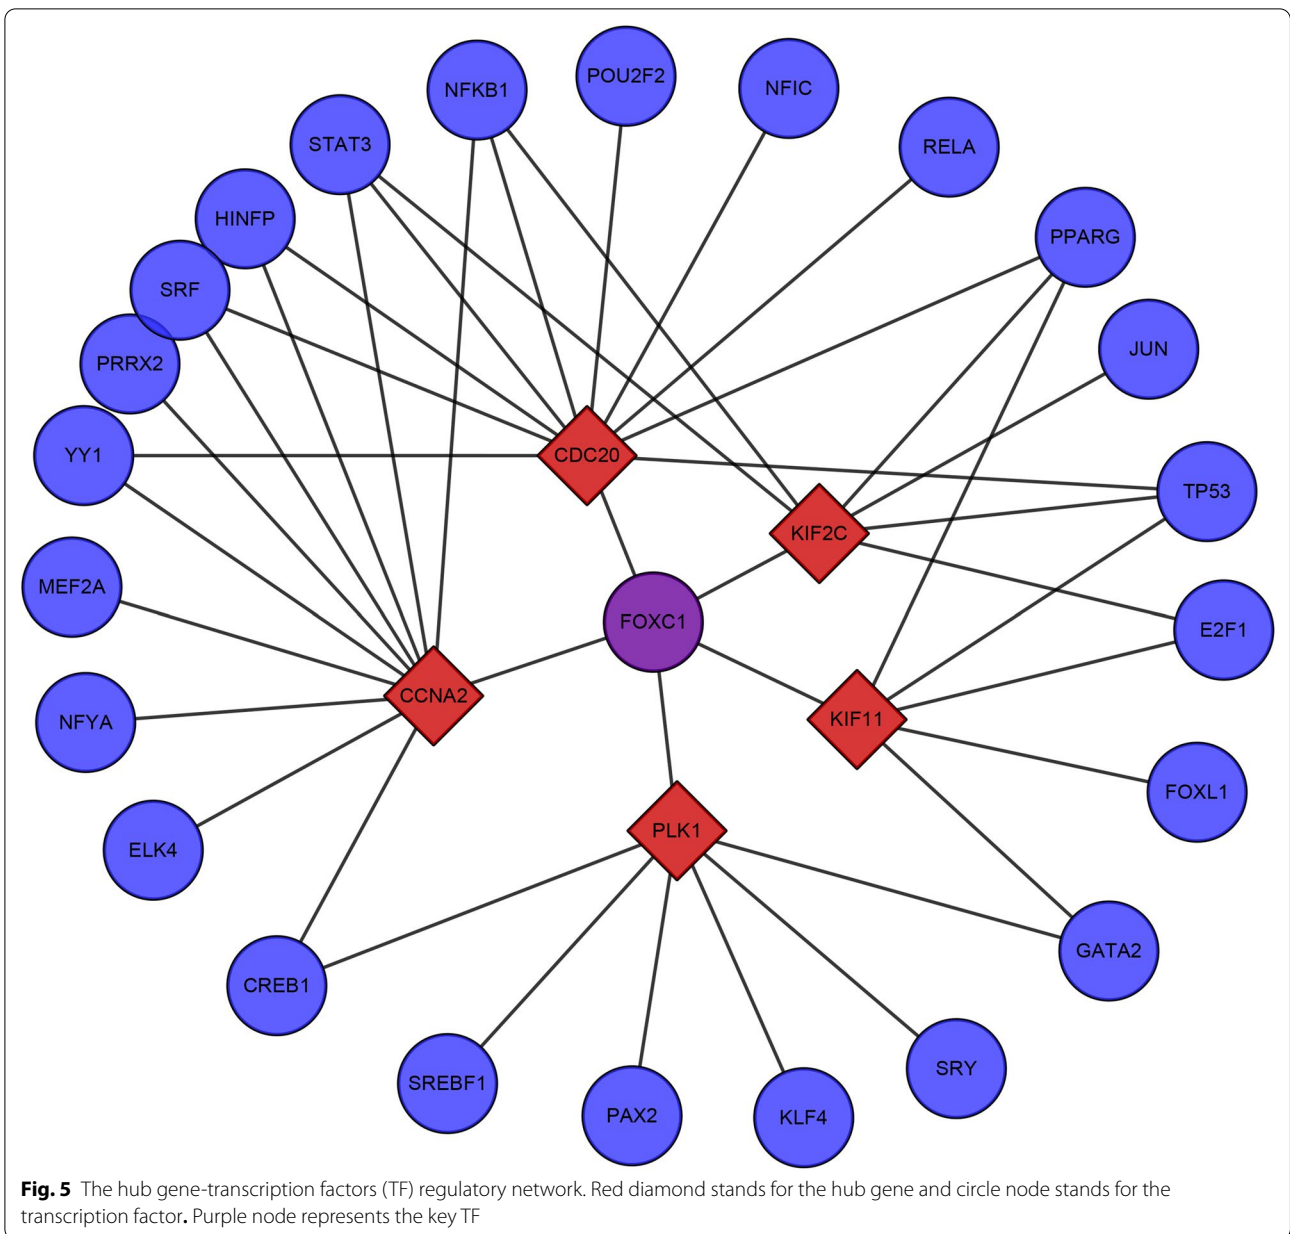 POU2F2
NFIC
NFKB1
STAT3
RELA
HINFP
PPARG
SRF
JUN
PRRX2
YY1
CDC20
TP53
KIF2C
MEF2A
FOXC1
E2F1
CCNA2
KIF11
NFYA
FOXL1
PLK1
ELK4
GATA2
CREB1
SRY
SREBF1
PAX2
KLF4
Fig. 5 The hub gene-transcription factors (TF) regulatory network. Red diamond stands for the hub gene and circle node stands for the
transcription factor. Purple node represents the key TF